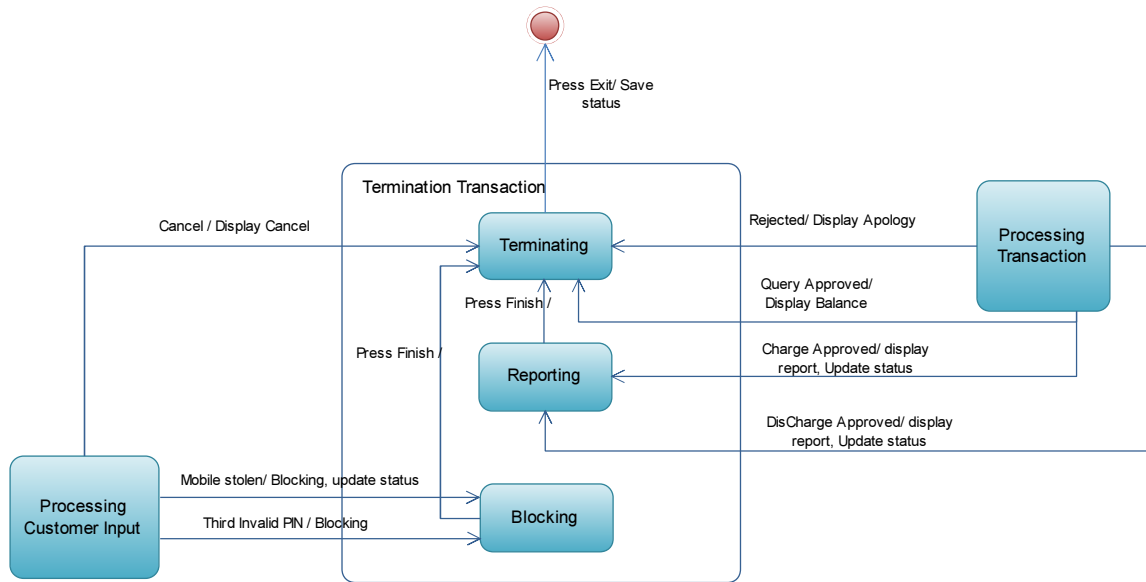 Press Exit/ Save
status
Termination Transaction
Cancel / Display Cancel
Terminating
Rejected/ Display Apology
Processing
Transaction
Query Approved/
Display Balance
Press Finish /
Press Finish /
Reporting
Charge Approved/ display
report, Update status
DisCharge Approved/ display
report, Update status
Processing
Customer Input
Mobile stolen/ Blocking, update status
Third Invalid PIN / Blocking
Blocking